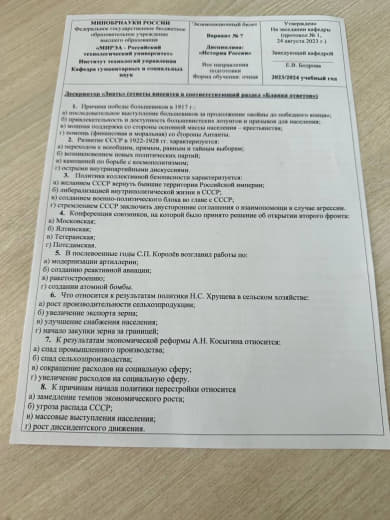 МИНОБРНАУКИ РОССИИ
Федеральное государственное бюджетное
образовательное учреждение
высшего образования
«МИРЭА - Российский
технологический университет»
Институт технологий управления
Кафедра гуманитарных и социальных
наук
Экзаменационный билет
Вариант № 7
Дисциплина:
«История России»
Все направления
подготовки
Форма обучения: очная
Утверждено
На заседании кафедры
(протокол № 1,
24 августа 2023 г.)
Заведующий кафедрой
Е.В. Бодрова
2023/2024 учебный год
Дескриптор «Знать» (ответы вносятся в соответствующий раздел «Бланка ответов»)
1. Причина победы большевиков в 1917 г.:
а) последовательное выступление большевиков за продолжение «войны до победного конца»;
б) привлекательность и доступность большевистских лозунгов и призывов для населения;
в) мощная поддержка со стороны основной массы населения – крестьянства;
г) помощь (финансовая и моральная) со стороны Антанты.
2. Развитие СССР в 1922-1928 гг. характеризуется:
а) переходом к всеобщим, прямым, равным и тайным выборам;
б) возникновением новых политических партий;
в) кампанией по борьбе с космополитизмом;
г) острыми внутрипартийными дискуссиями.
3. Политика коллективной безопасности характеризуется:
а) желанием СССР вернуть бывшие территории Российской империи;
б) либерализацией внутриполитической жизни в СССР;
в) созданием военно-политического блока во главе с СССР;
г) стремлением СССР заключить двусторонние соглашения о взаимопомощи в случае агрессии.
4. Конференция союзников, на которой было принято решение об открытии второго фронта:
а) Московская;
б) Ялтинская;
в) Тегеранская;
г) Потсдамская.
5. В послевоенные годы С.П. Королёв возглавил работы по:
а) модернизации артиллерии;
б) созданию реактивной авиации;
в) ракетостроению;
г) созданию атомной бомбы.
6. Что относится к результатам политики Н.С. Хрущева в сельском хозяйстве:
а) рост производительности сельхозпродукции;
б) увеличение экспорта зерна;
в) улучшение снабжения населения;
г) начало закупки зерна за границей;
7. К результатам экономической реформы А.Н. Косыгина относится:
а) спад промышленного производства;
б) спад сельхозпроизводства;
в) сокращение расходов на социальную сферу;
г) увеличение расходов на социальную сферу.
8. К причинам начала политики перестройки относится
а) замедление темпов экономического роста;
б) угроза распада СССР;
в) массовые выступления населения;
г) рост диссидентского движения.